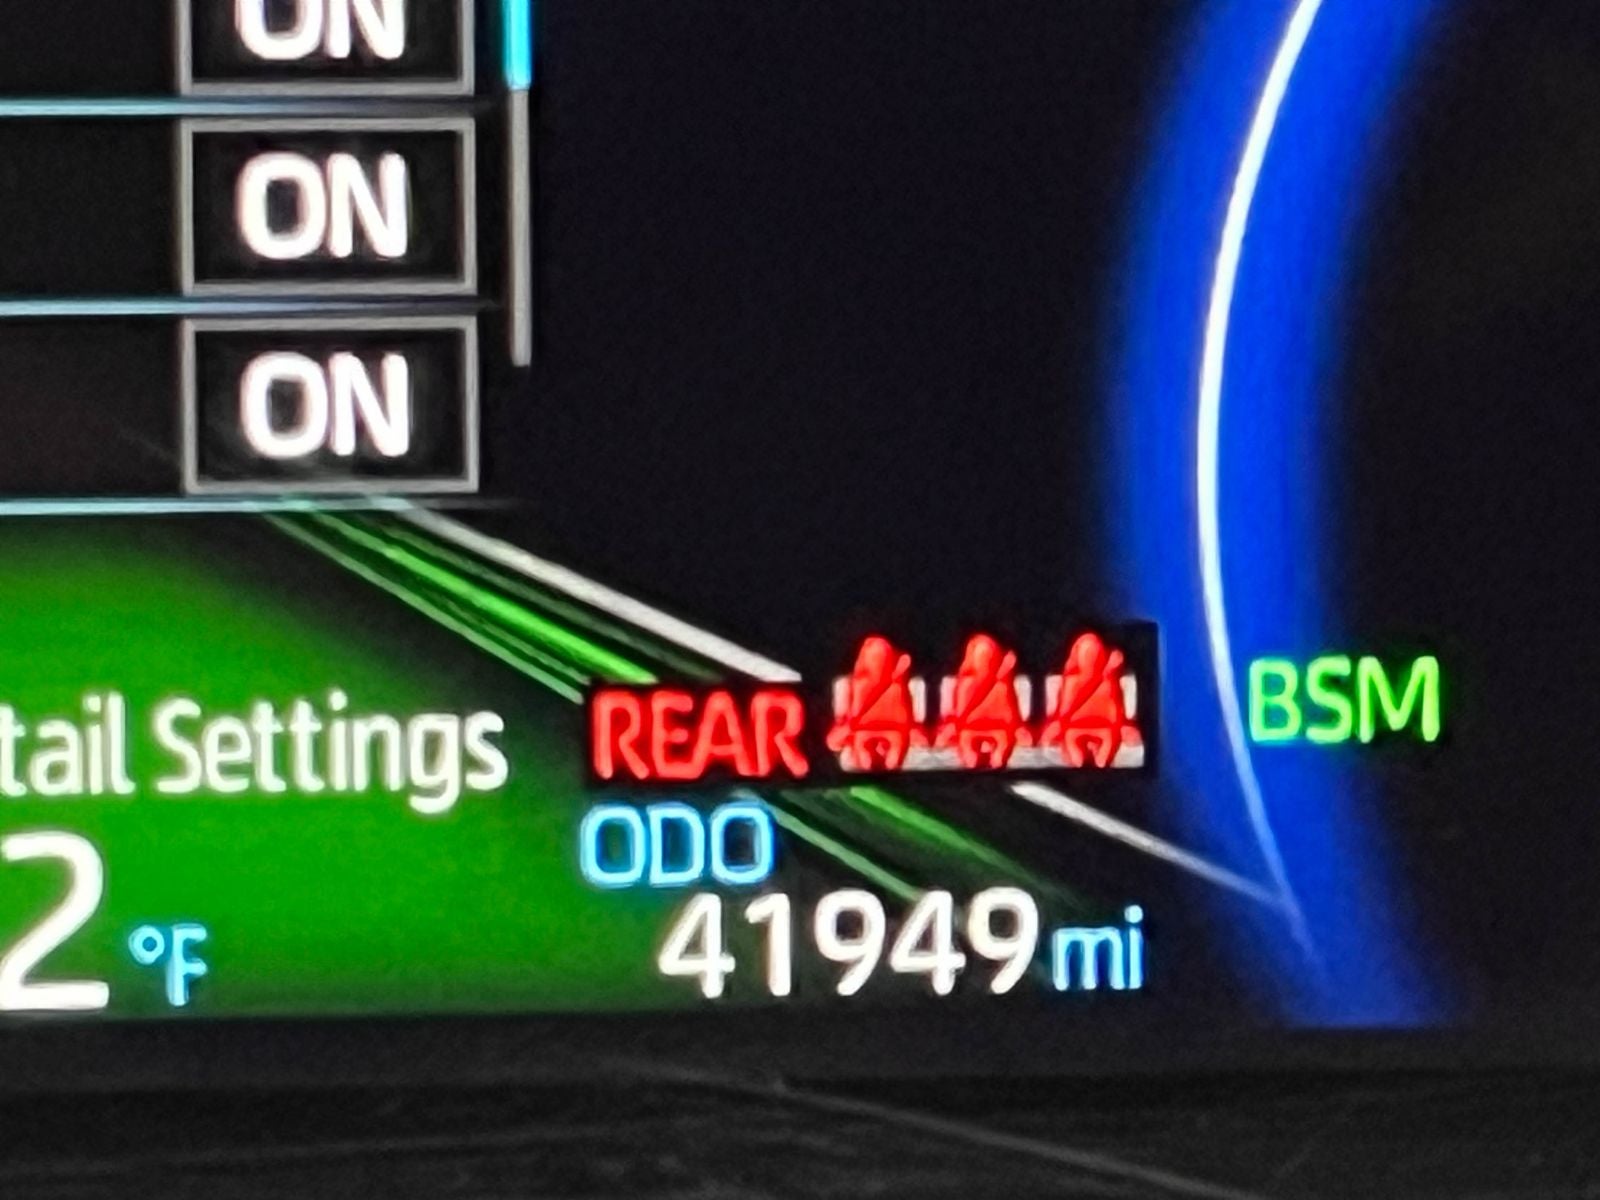 ON
ON
ON
tail Settings
REAR
BSM
ODO
2 °F
41949 mi